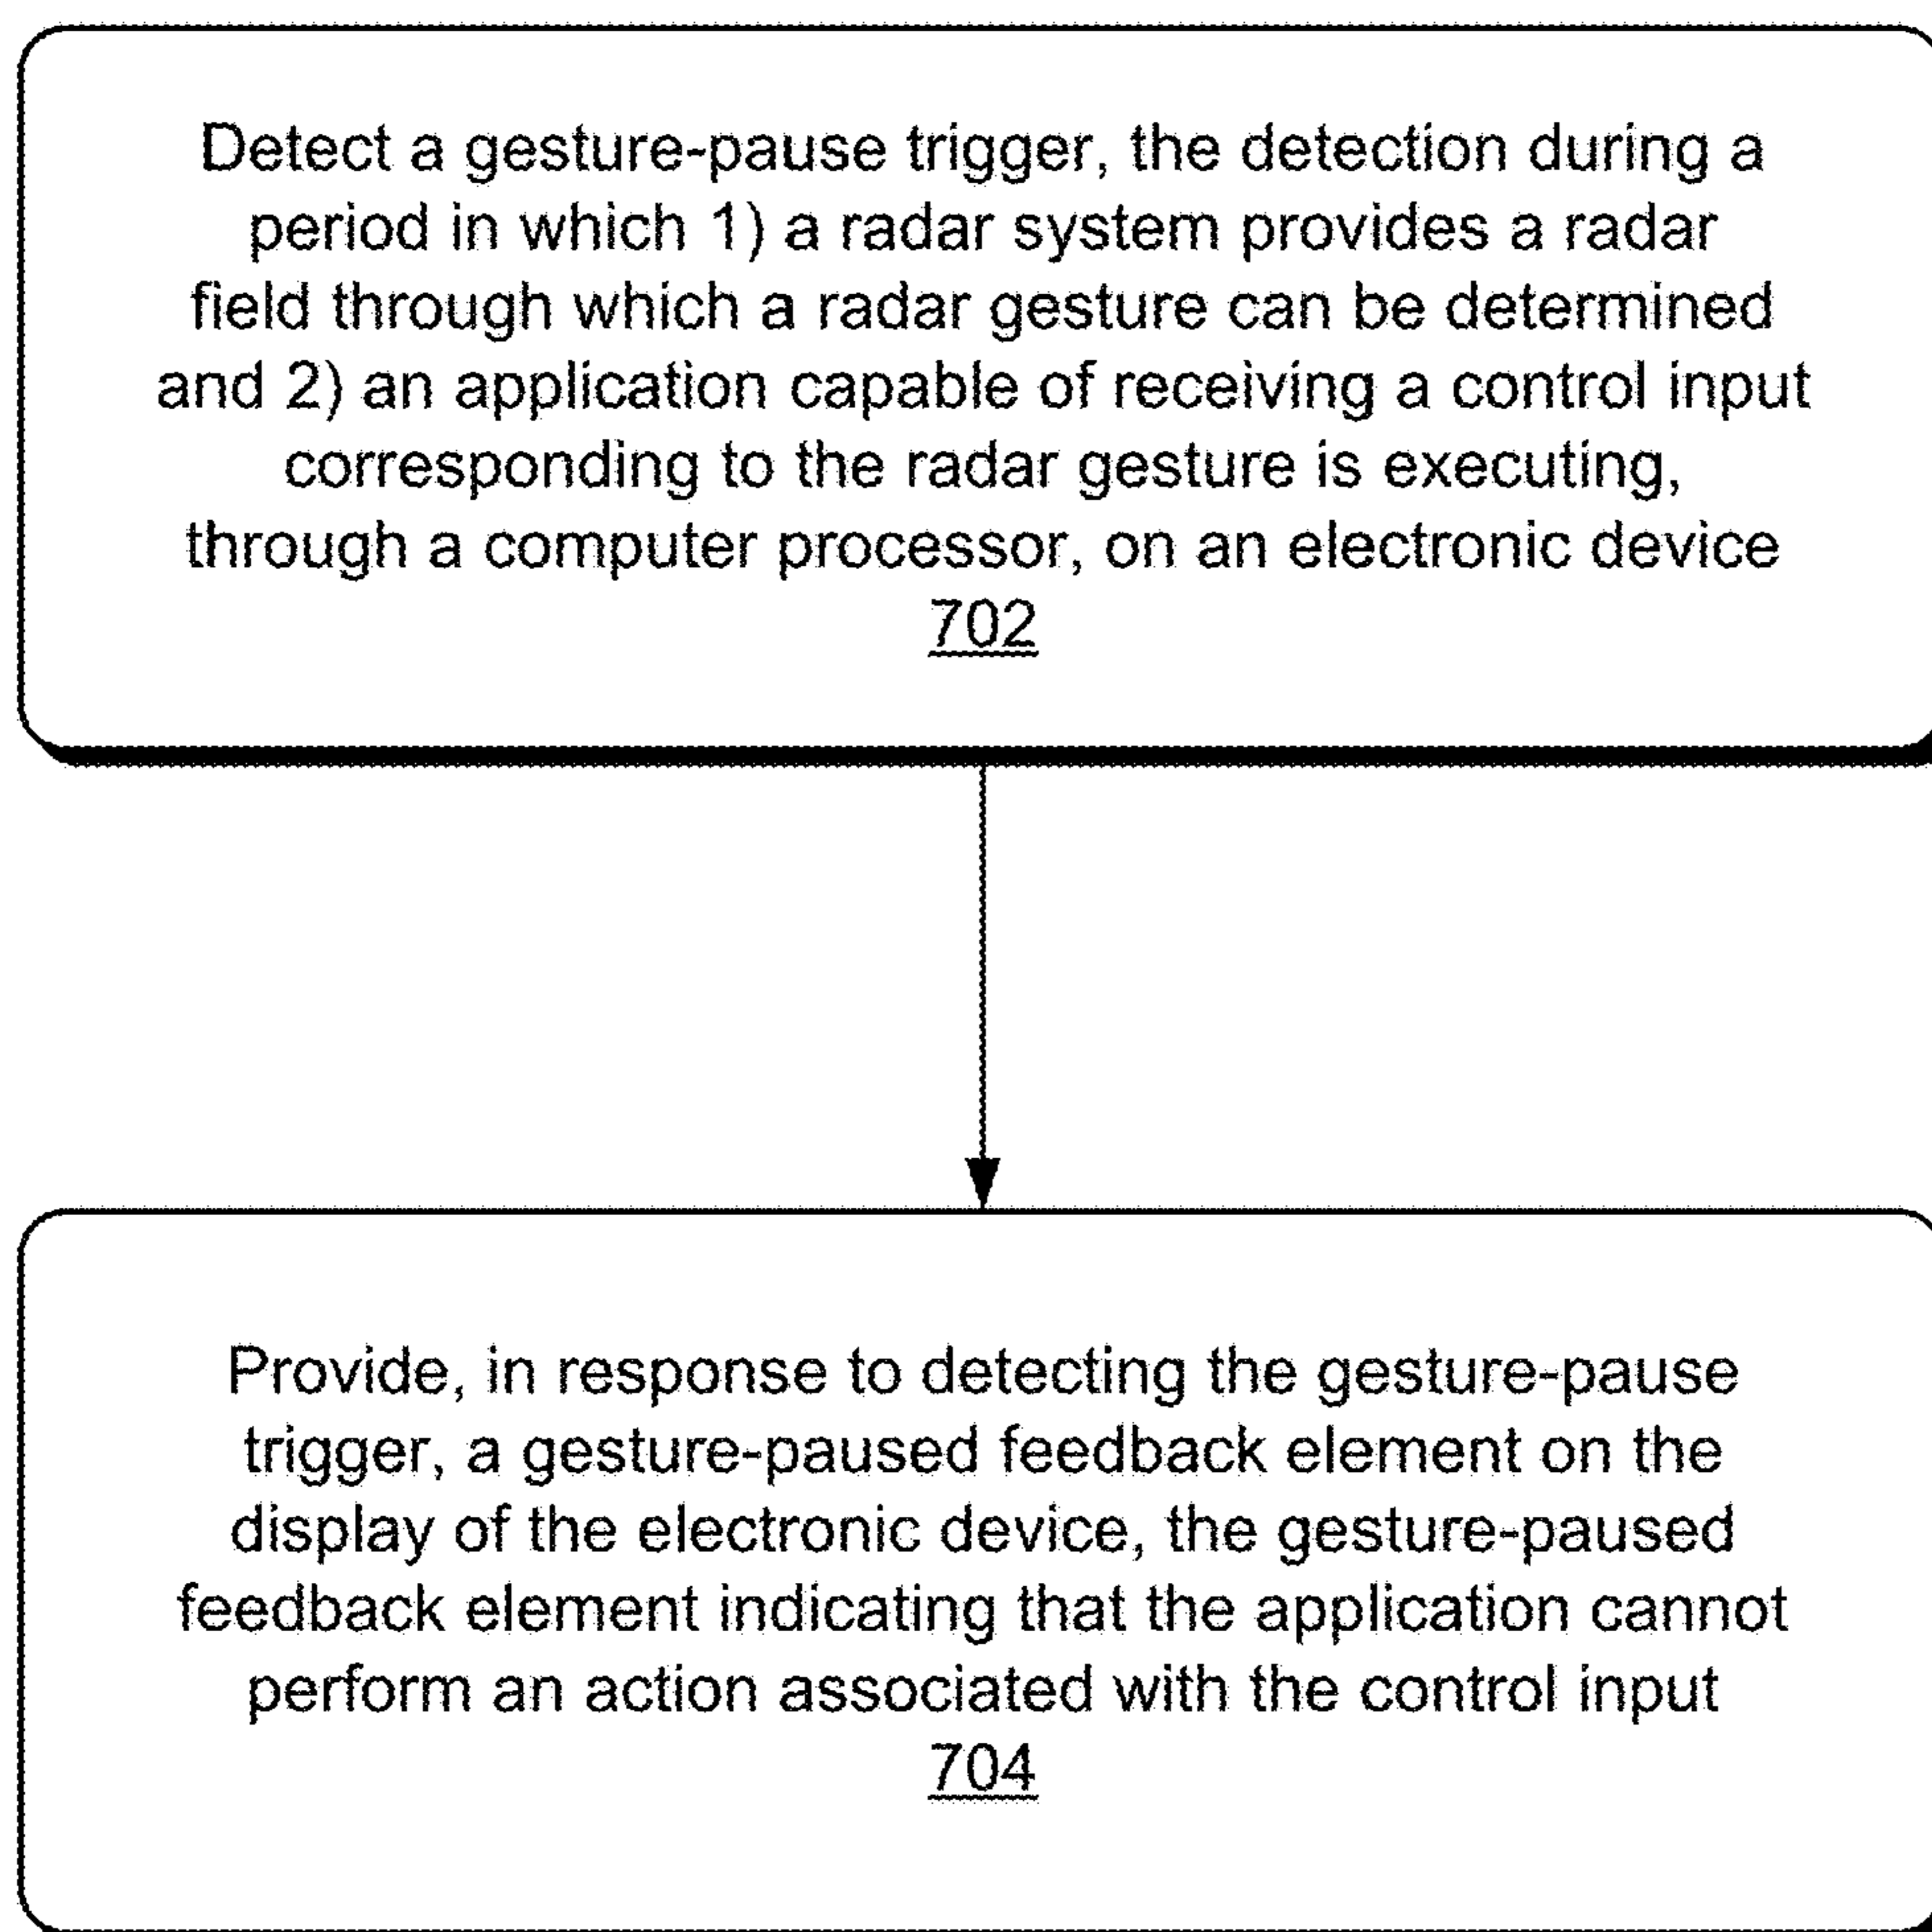 Detect a gesture-pause trigger, the detection during a
period in which 1) a radar system provides a radar
field through which a radar gesture can be determined
and 2) an application capable of receiving a control input
corresponding to the radar gesture is executing,
through a computer processor, on an electronic device
702
Provide, in response to detecting the gesture-pause
trigger, a gesture-paused feedback element on the
display of the electronic device, the gesture-paused
feedback element indicating that the application cannot
perform an action associated with the control input
704